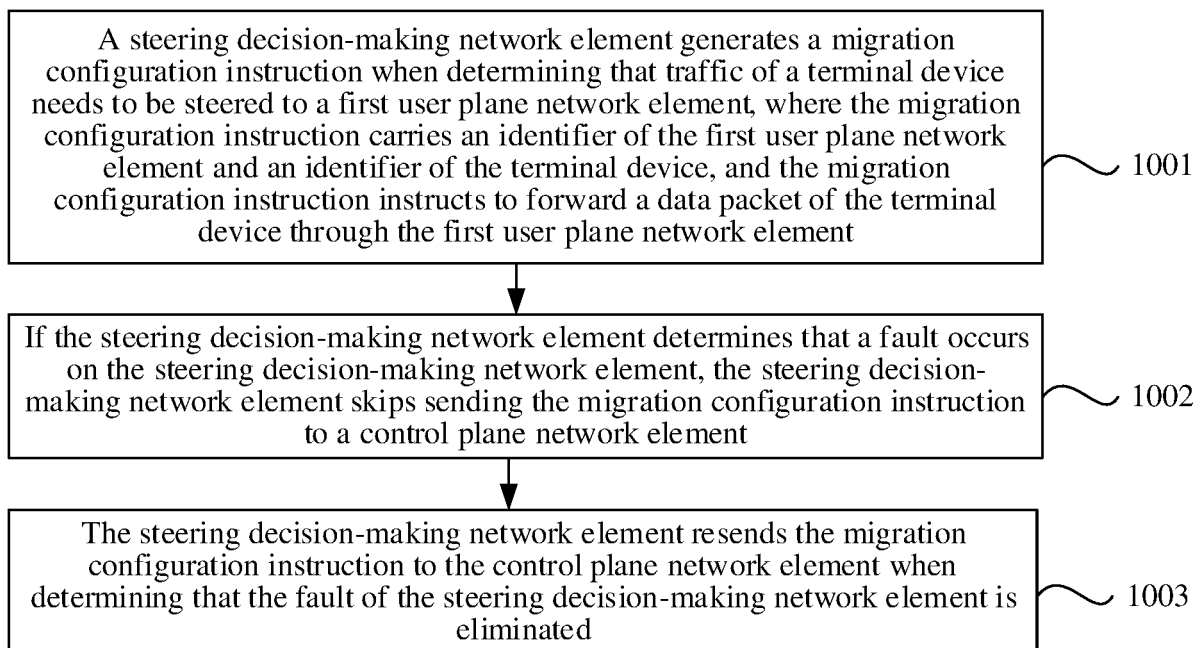 A steering decision-making network element generates a migration
configuration instruction when determining that traffic of a terminal device
needs to be steered to a first user plane network element, where the migration
configuration instruction carries an identifier of the first user plane network
element and an identifier of the terminal device, and the migration
configuration instruction instructs to forward a data packet of the terminal
device through the first user plane network element
1001
If the steering decision-making network element determines that a fault occurs
on the steering decision-making network element, the steering decision-
making network element skips sending the migration configuration instruction
to a control plane network element
1002
The steering decision-making network element resends the migration
configuration instruction to the control plane network element when
determining that the fault of the steering decision-making network element is
eliminated
1003